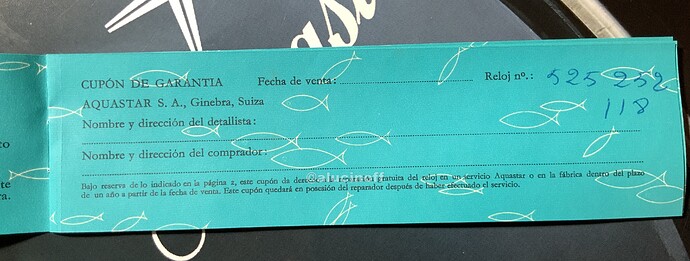 CUPÓN DE GARANTIA Fecha de venta: Reloj nº.: 525 252
AQUASTAR S. A., Ginebra, Suiza 118
Nombre y dirección del detallista:
Nombre y dirección del comprador:
Bajo reserva de lo indicado en la página 2, este cupón da derecho a la reparación gratuita del reloj en un servicio Aquastar o en la fábrica dentro del plazo
de un año a partir de la fecha de venta. Este cupón quedará en posesión del reparador después de haber efectuado el servicio.
to
te
ra.